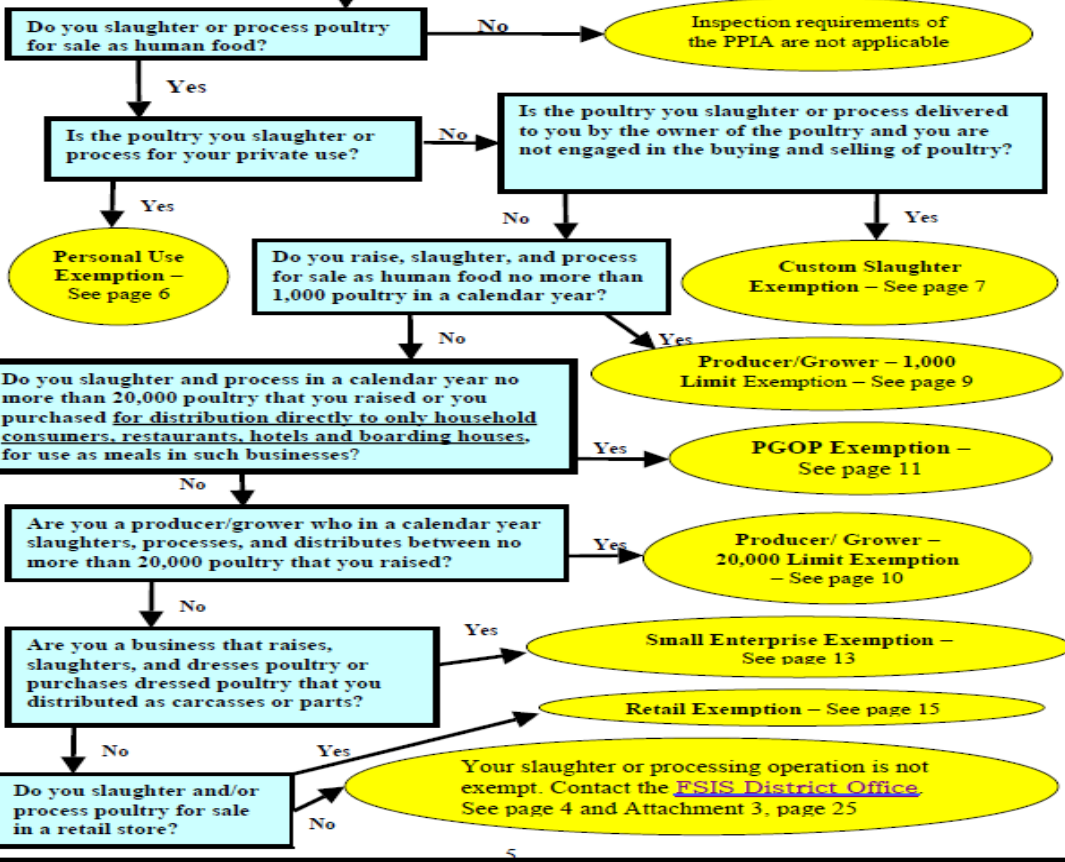 Do you slaughter or process poultry
for sale as human food?
No
Inspection requirements of
the PPIA are not applicable
Yes
Is the poultry you slaughter or
process for your private use?
No
Is the poultry you slaughter or process delivered
to you by the owner of the poultry and you are
not engaged in the buying and selling of poultry?
Yes
No
Yes
Personal Use
Exemption –
See page 6
Do you raise, slaughter, and process
for sale as human food no more than
1,000 poultry in a calendar year?
Custom Slaughter
Exemption – See page 7
No
Yes
Producer/Grower – 1,000
Limit Exemption – See page 9
Do you slaughter and process in a calendar year no
more than 20,000 poultry that you raised or you
purchased for distribution directly to only household
consumers, restaurants, hotels and boarding houses,
for use as meals in such businesses?
Yes
PGOP Exemption –
See page 11
No
Are you a producer/grower who in a calendar year
slaughters, processes, and distributes between no
more than 20,000 poultry that you raised?
Yes
Producer/ Grower –
20,000 Limit Exemption
– See page 10
No
Are you a business that raises,
slaughters, and dresses poultry or
purchases dressed poultry that you
distributed as carcasses or parts?
Yes
Small Enterprise Exemption –
See page 13
Retail Exemption – See page 15
No
Yes
Do you slaughter and/or
process poultry for sale
in a retail store?
No
Your slaughter or processing operation is not
exempt. Contact the FSIS District Office.
See page 4 and Attachment 3, page 25
5